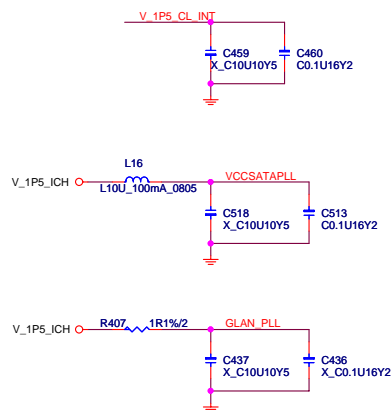 V_1P5_CL_INT
C459
X_C10U10Y5
C460
C0.1U16Y2
L16
V_1P5_ICH
L10U_100mA_0805
VCCSATAPLL
C518
X_C10U10Y5
C513
C0.1U16Y2
V_1P5_ICH
R407
1R1%/2
GLAN_PLL
C437
X_C10U10Y5
C436
X_C0.1U16Y2